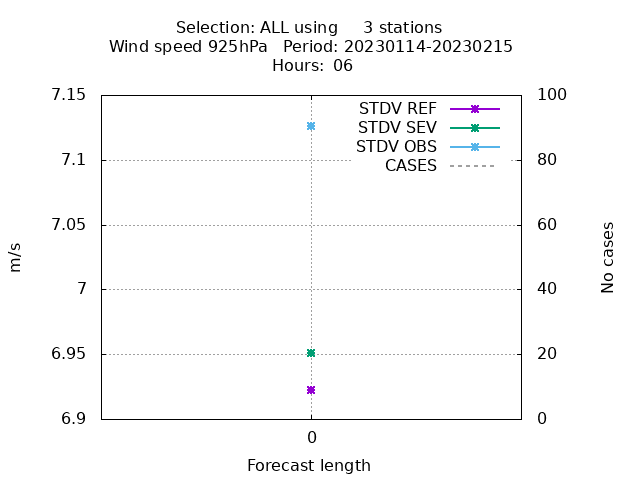 Selection: ALL using 3 stations
Wind speed 925hPa Period: 20230114-20230215
Hours: 06
7.15
7.1
7.05
7
6.95
6.9
m/s
STDV REF
STDV SEV
STDV OBS
CASES
100
80
60
40
20
0
No cases
0
Forecast length